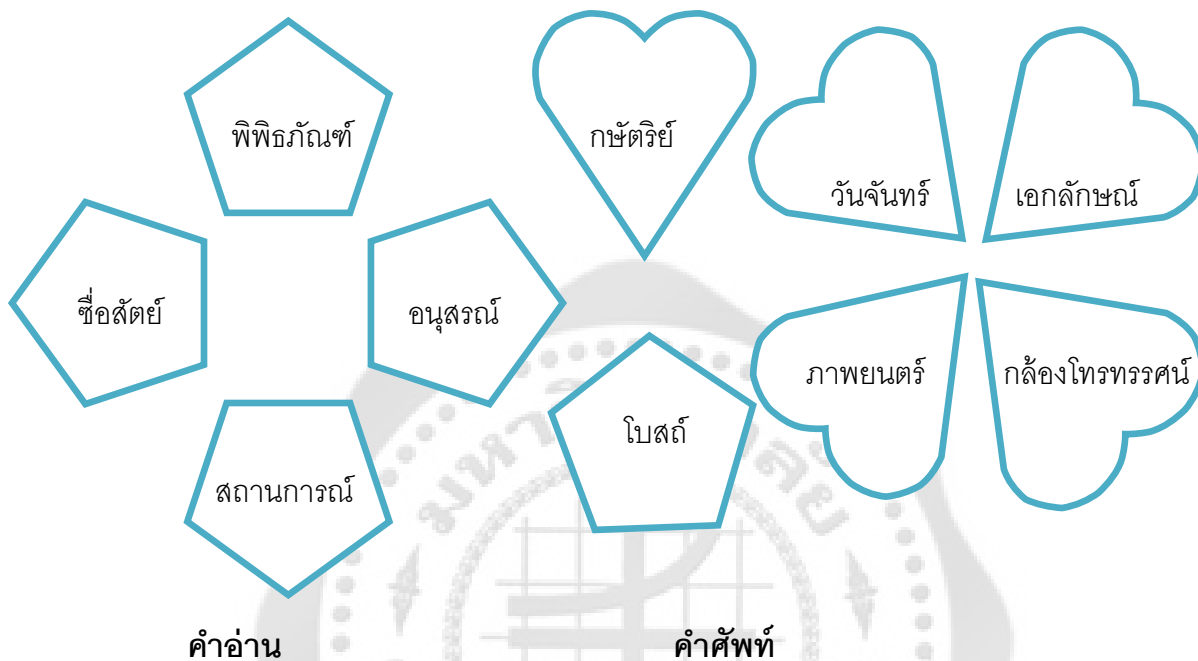 พิพิธภัณฑ์
กษัตริย์
วันจันทร์
เอกลักษณ์
ซื่อสัตย์
อนุสรณ์
ภาพยนตร์
กล้องโทรทรรศน์
โบสถ์
สถานการณ์
คำอ่าน
คำศัพท์